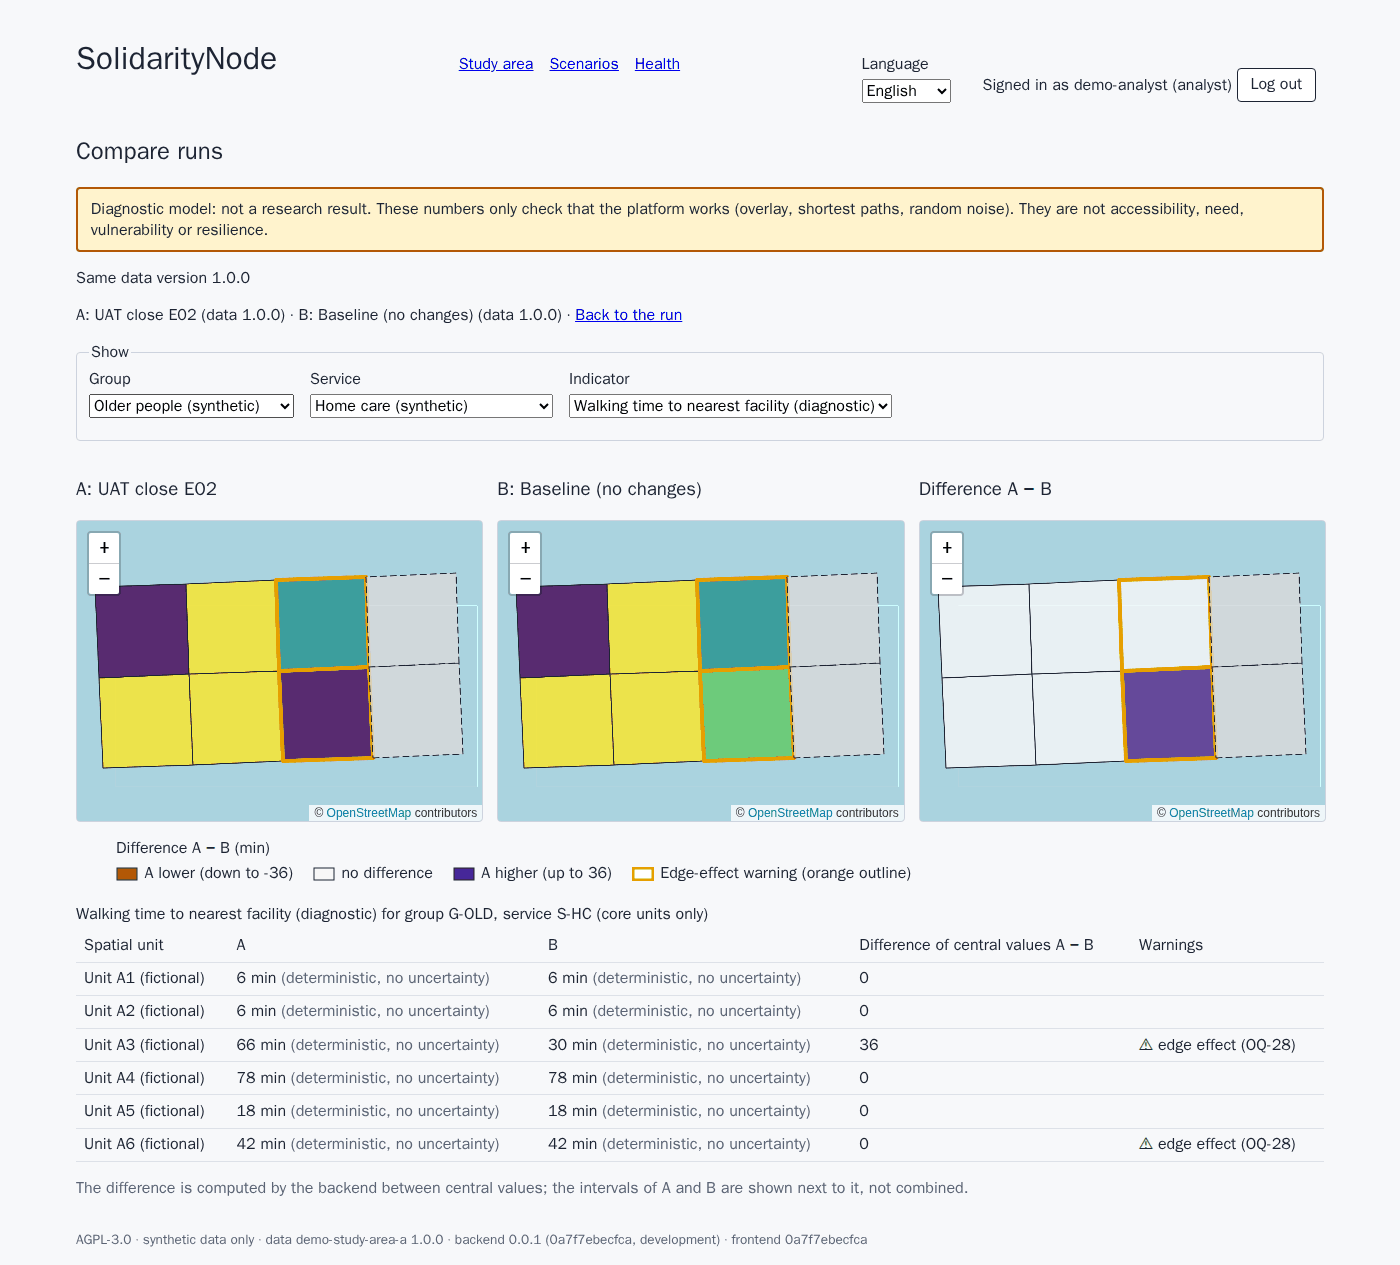 SolidarityNode
Study area Scenarios Health
Language
English
Signed in as demo-analyst (analyst) Log out
Compare runs
Diagnostic model: not a research result. These numbers only check that the platform works (overlay, shortest paths, random noise). They are not accessibility, need,
vulnerability or resilience.
Same data version 1.0.0
A: UAT close E02 (data 1.0.0) · B: Baseline (no changes) (data 1.0.0) · Back to the run
Show
Group Service Indicator
Older people (synthetic) Home care (synthetic) Walking time to nearest facility (diagnostic)
A: UAT close E02 B: Baseline (no changes) Difference A − B
+ + +
− − −
© OpenStreetMap contributors © OpenStreetMap contributors © OpenStreetMap contributors
Difference A − B (min)
A lower (down to -36) no difference A higher (up to 36) Edge-effect warning (orange outline)
Walking time to nearest facility (diagnostic) for group G-OLD, service S-HC (core units only)
Spatial unit A B Difference of central values A − B Warnings
Unit A1 (fictional) 6 min (deterministic, no uncertainty) 6 min (deterministic, no uncertainty) 0
Unit A2 (fictional) 6 min (deterministic, no uncertainty) 6 min (deterministic, no uncertainty) 0
Unit A3 (fictional) 66 min (deterministic, no uncertainty) 30 min (deterministic, no uncertainty) 36 ⚠ edge effect (OQ-28)
Unit A4 (fictional) 78 min (deterministic, no uncertainty) 78 min (deterministic, no uncertainty) 0
Unit A5 (fictional) 18 min (deterministic, no uncertainty) 18 min (deterministic, no uncertainty) 0
Unit A6 (fictional) 42 min (deterministic, no uncertainty) 42 min (deterministic, no uncertainty) 0 ⚠ edge effect (OQ-28)
The difference is computed by the backend between central values; the intervals of A and B are shown next to it, not combined.
AGPL-3.0 · synthetic data only · data demo-study-area-a 1.0.0 · backend 0.0.1 (0a7f7ebecfca, development) · frontend 0a7f7ebecfca